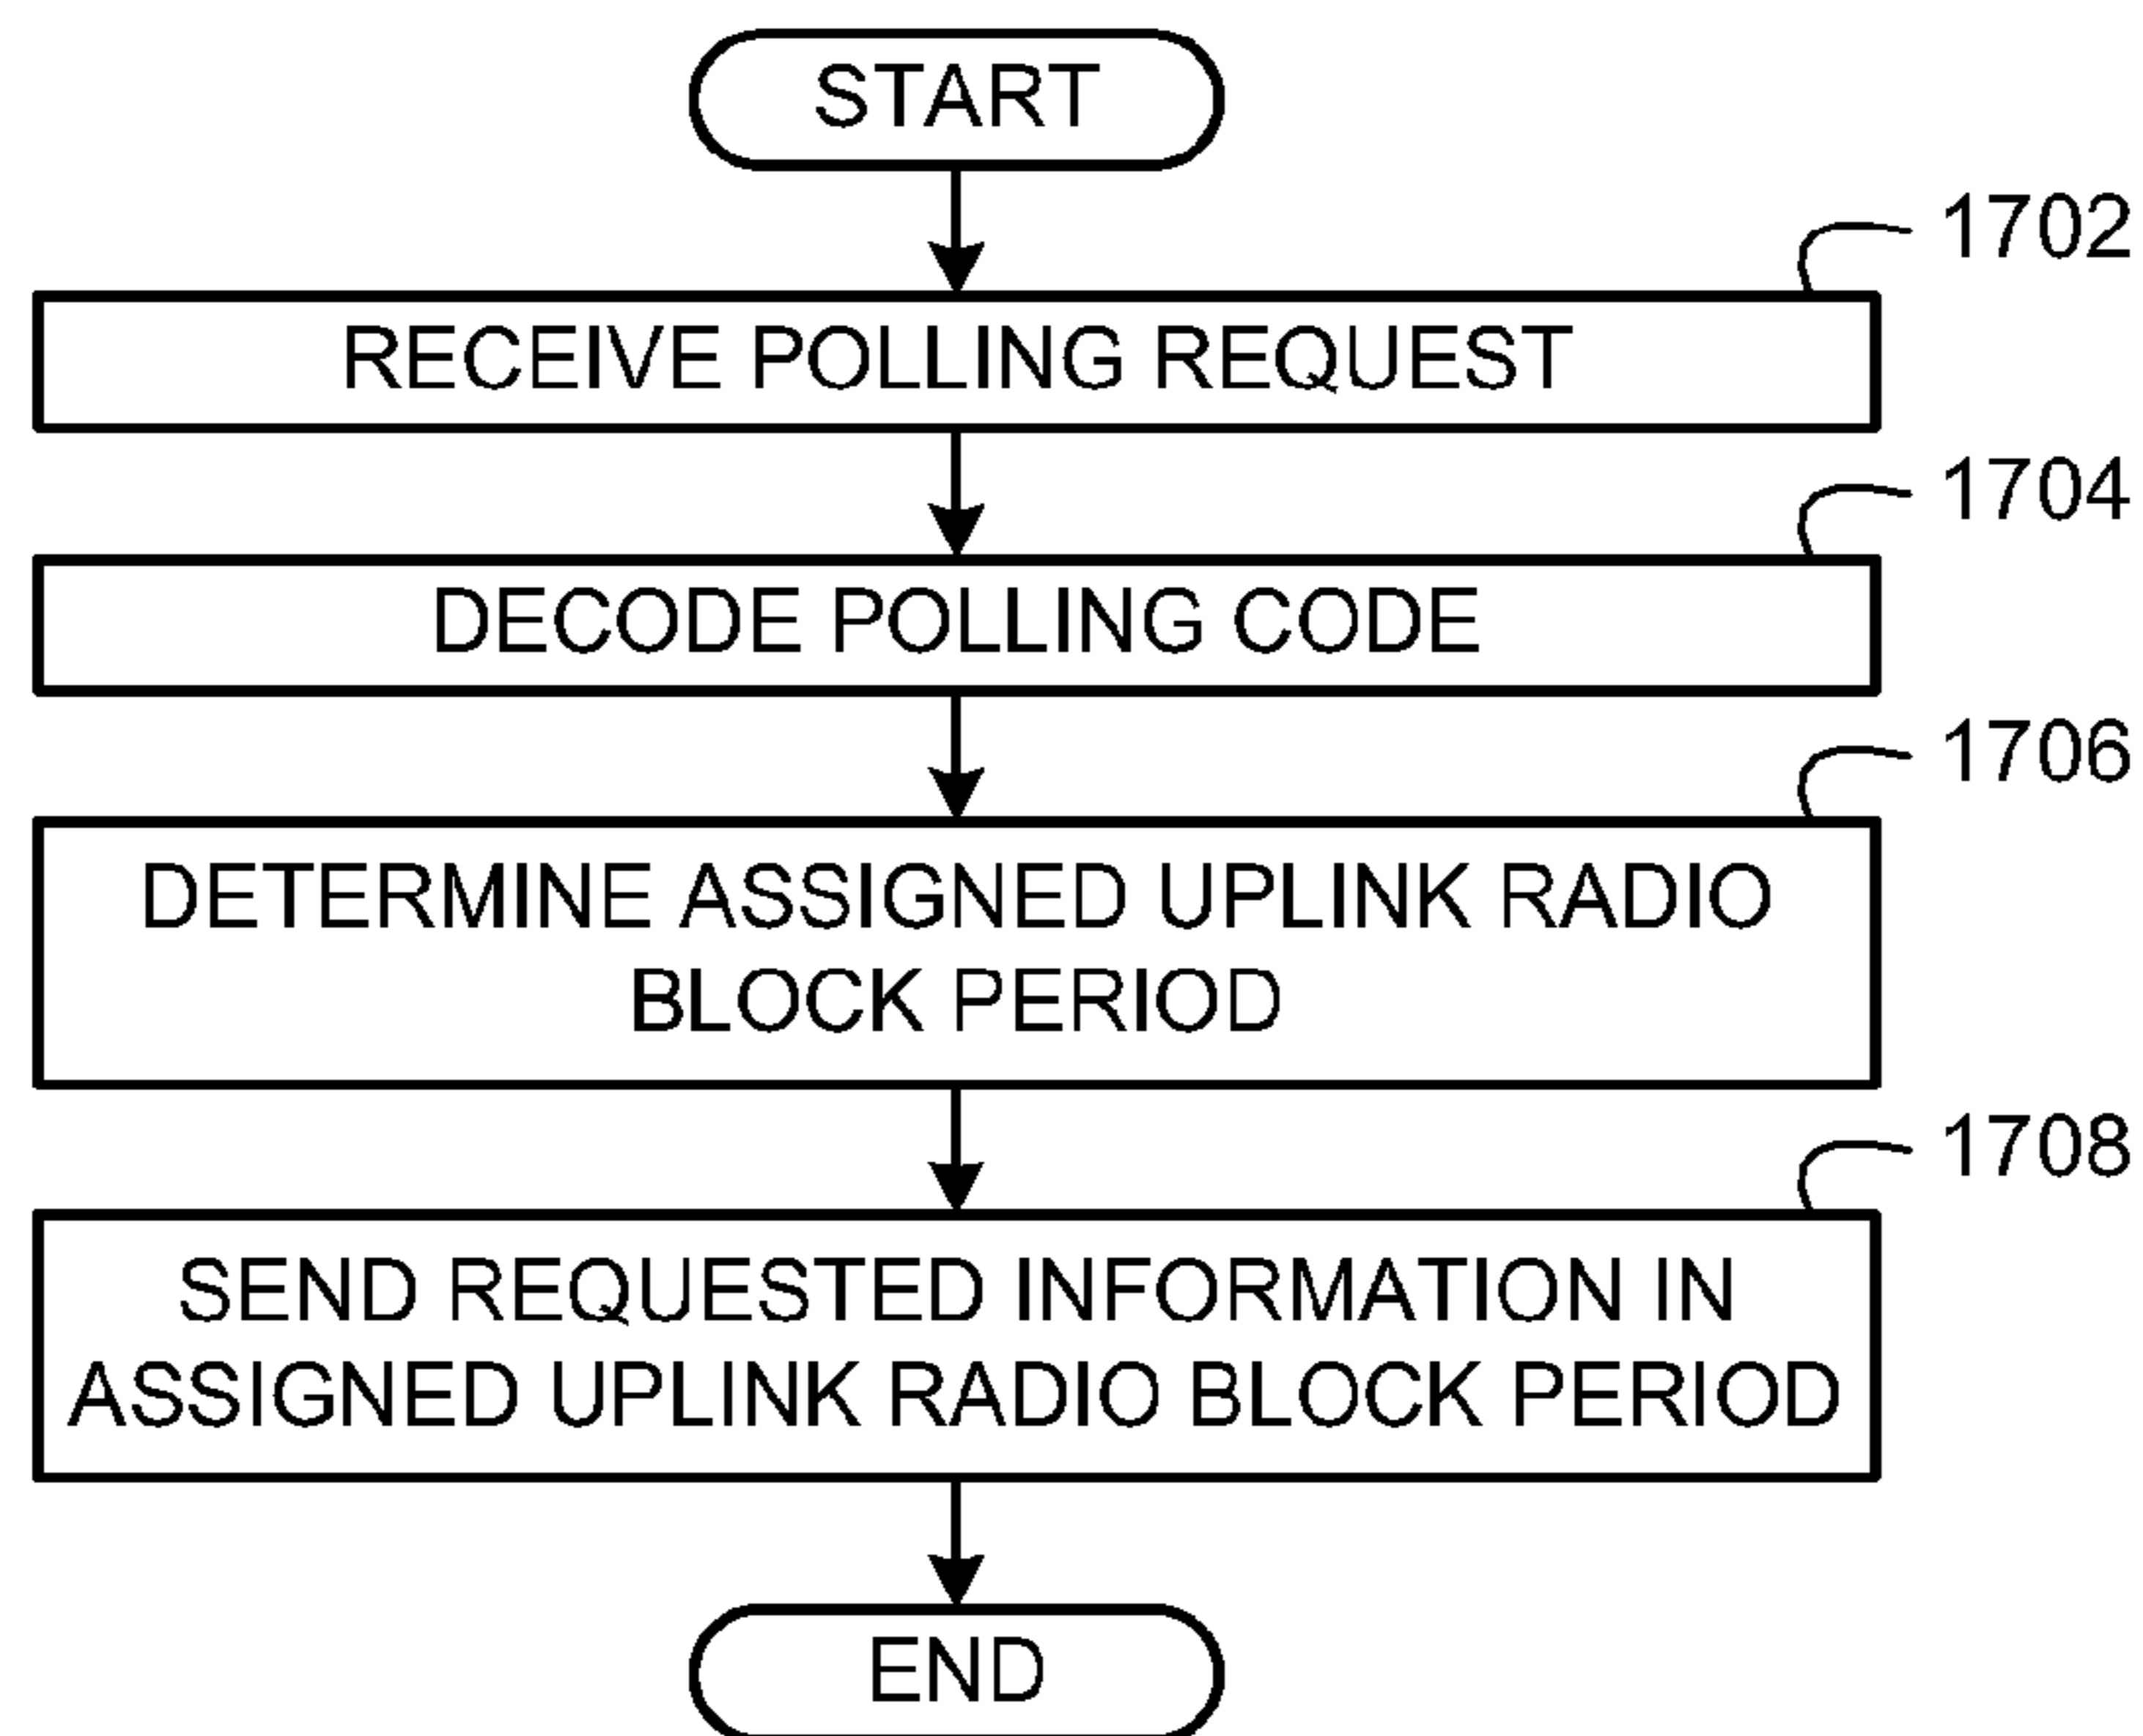 START
1702
RECEIVE POLLING REQUEST
1704
DECODE POLLING CODE
1706
DETERMINE ASSIGNED UPLINK RADIO
BLOCK PERIOD
1708
SEND REQUESTED INFORMATION IN
ASSIGNED UPLINK RADIO BLOCK PERIOD
END